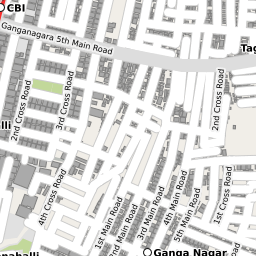 CBI
Ganganagara 5th Main Road
Tag
2nd Cross Road
3rd Cross Road
2nd Cross Road
lli
4th Cross Road
1st Main Road
2nd Main Road
3rd Main Road
4th Main Road
5th Main Road
1st Cross Road
Ganga Nagar
nahalli